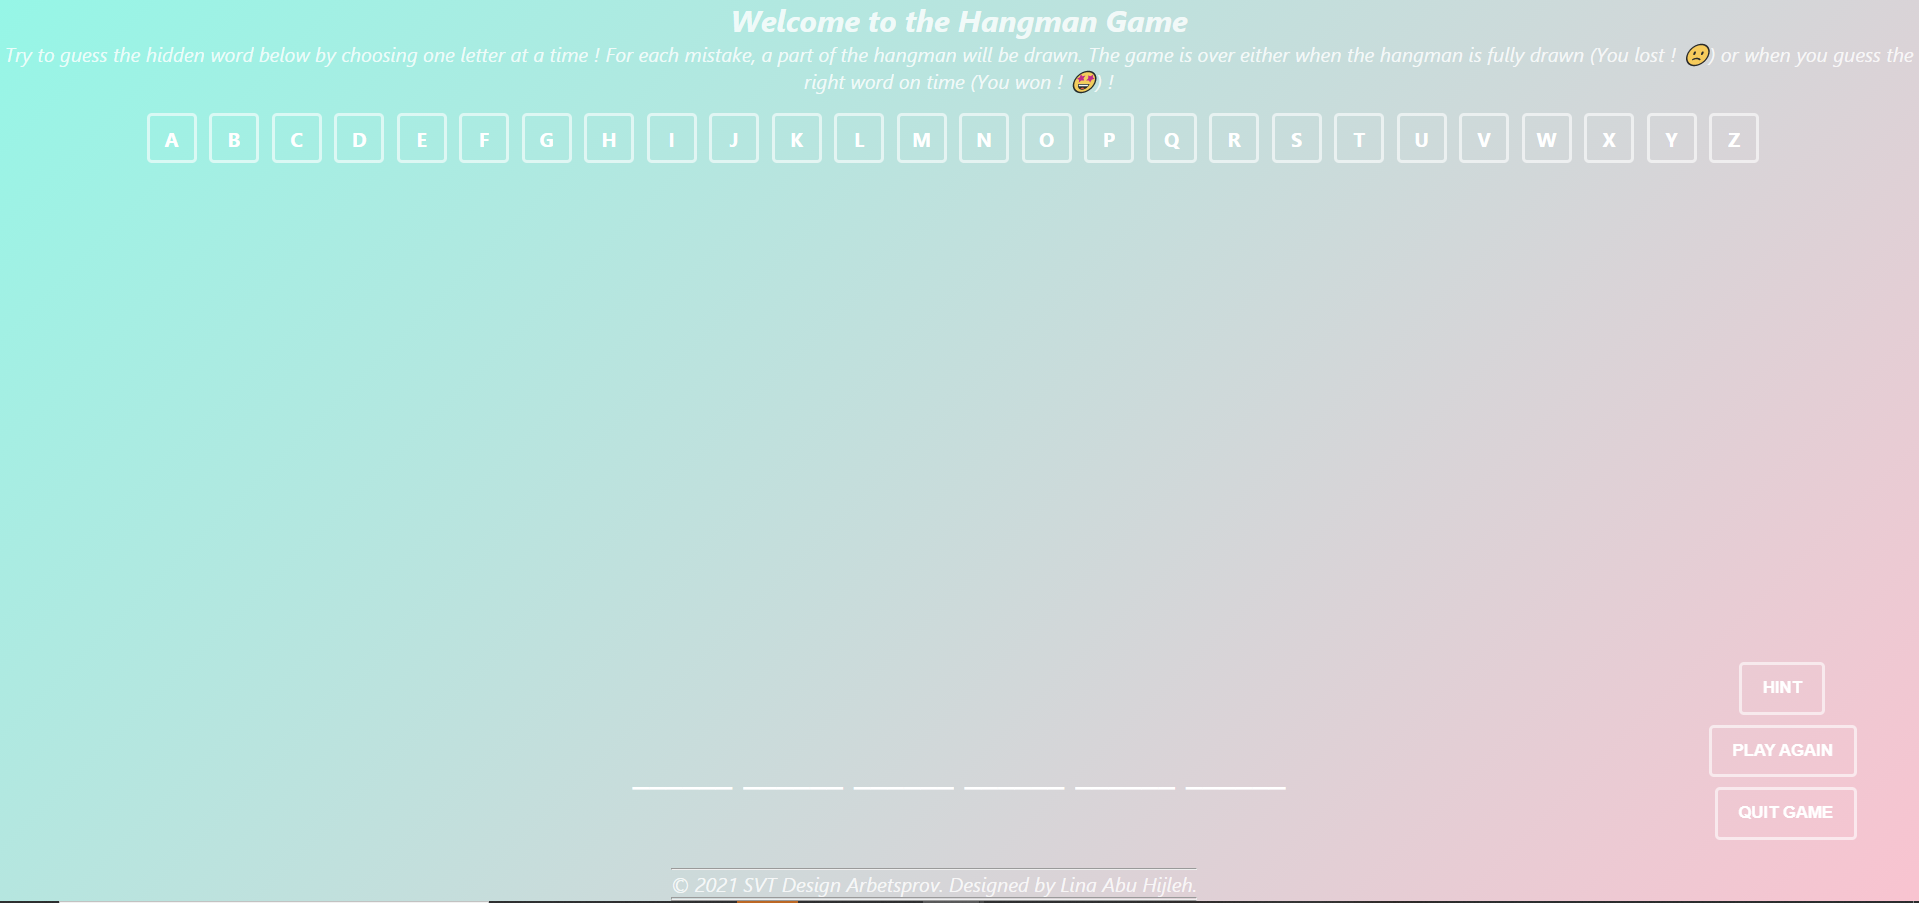 Welcome to the Hangman Game
Try to guess the hidden word below by choosing one letter at a time ! For each mistake, a part of the hangman will be drawn. The game is over either when the hangman is fully drawn (You lost ! 😕) or when you guess the
right word on time (You won ! 🤩) !
A B C D E F G H I J K L M N O P Q R S T U V W X Y Z
HINT
PLAY AGAIN
QUIT GAME
© 2021 SVT Design Arbetsprov. Designed by Lina Abu Hijleh.